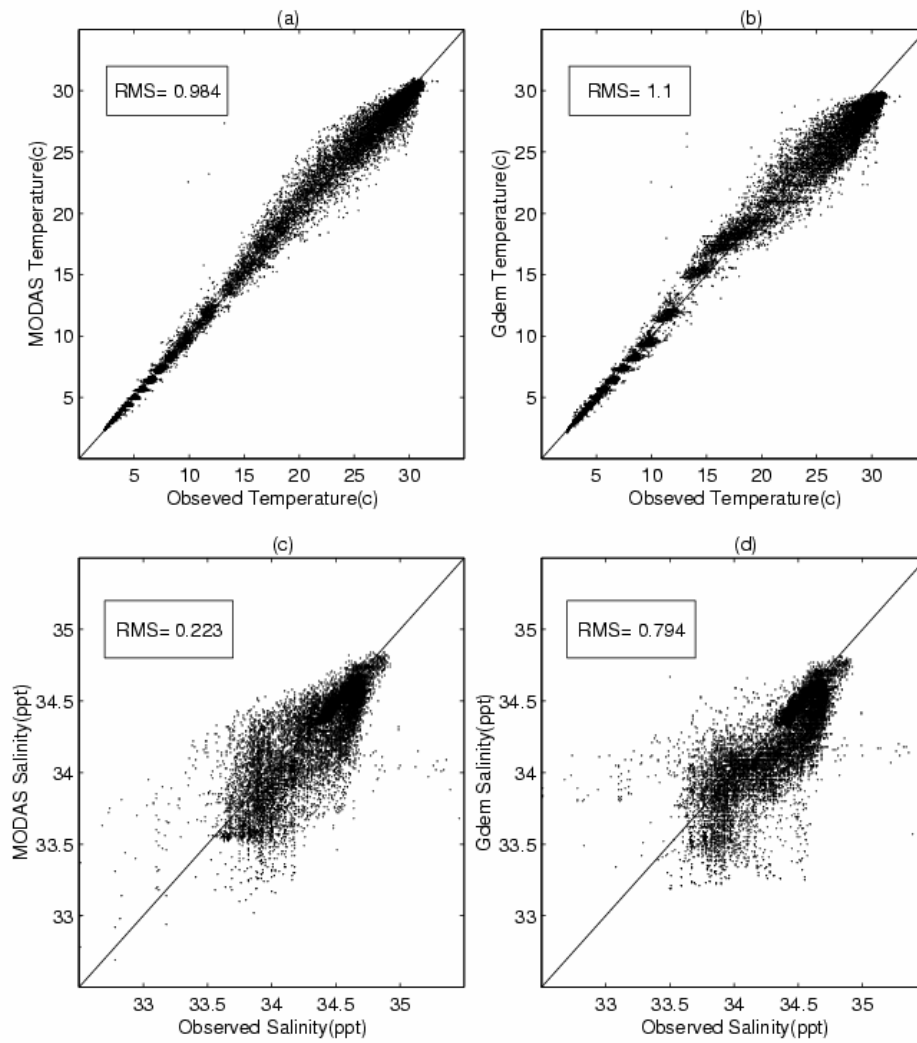 (a)
RMS= 0.984
MODAS Temperature(c)
30
25
20
15
10
5
5 10 15 20 25 30
Obseved Temperature(c)
(b)
RMS= 1.1
Gdem Temperature(c)
30
25
20
15
10
5
5 10 15 20 25 30
Obseved Temperature(c)
(c)
RMS= 0.223
MODAS Salinity(ppt)
35
34.5
34
33.5
33
33 33.5 34 34.5 35
Observed Salinity(ppt)
(d)
RMS= 0.794
Gdem Salinity(ppt)
35
34.5
34
33.5
33
33 33.5 34 34.5 35
Observed Salinity(ppt)